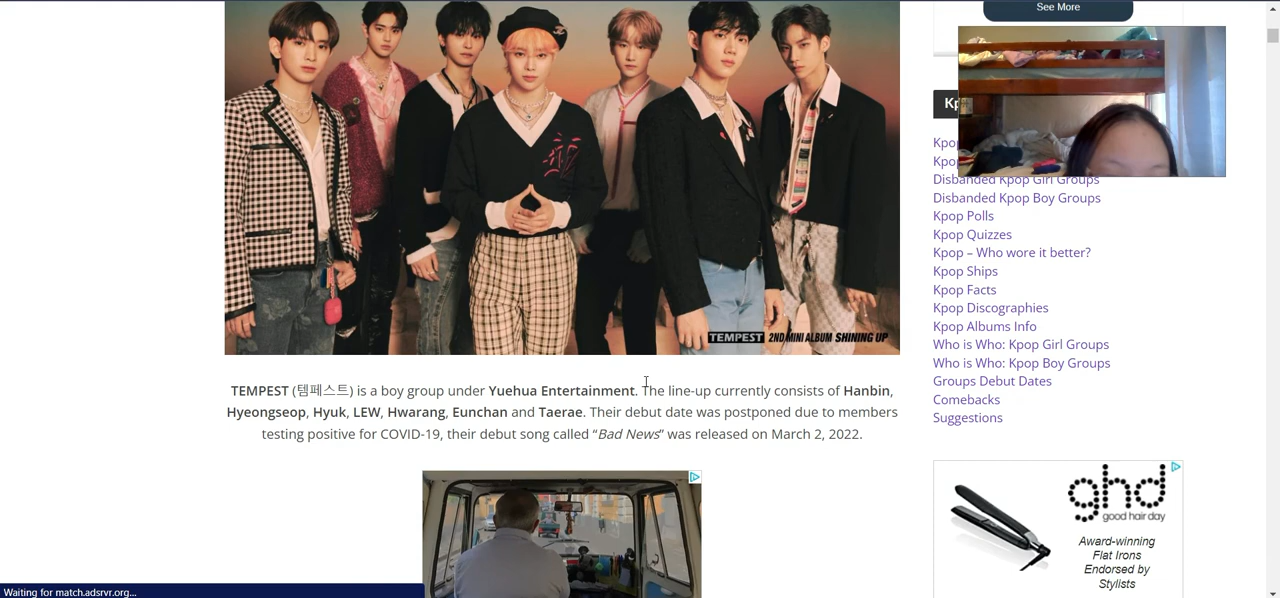 See More
Kp
Kpop
Kpop
Disbanded Kpop Girl Groups
Disbanded Kpop Boy Groups
Kpop Polls
Kpop Quizzes
Kpop – Who wore it better?
Kpop Ships
Kpop Facts
Kpop Discographies
Kpop Albums Info
Who is Who: Kpop Girl Groups
Who is Who: Kpop Boy Groups
Groups Debut Dates
Comebacks
Suggestions
TEMPEST 2ND MINI ALBUM SHINING UP
TEMPEST (템페스트) is a boy group under Yuehua Entertainment. The line-up currently consists of Hanbin,
Hyeongseop, Hyuk, LEW, Hwarang, Eunchan and Taerae. Their debut date was postponed due to members
testing positive for COVID-19, their debut song called “Bad News” was released on March 2, 2022.
ghd
good hair day
Award-winning
Flat Irons
Endorsed by
Stylists
Waiting for match.adsrvr.org...